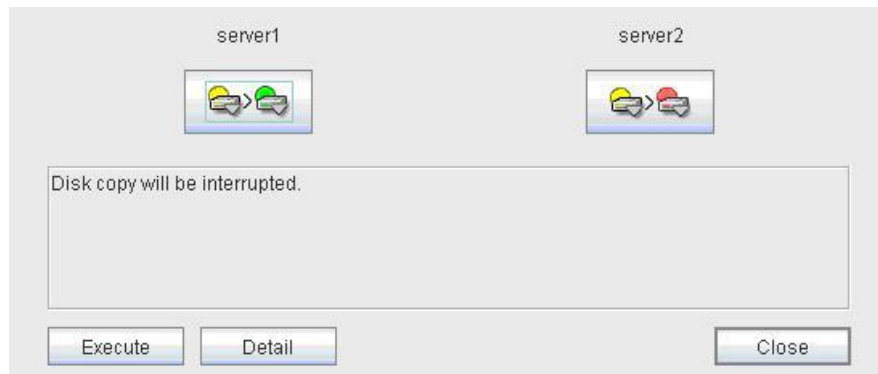 server1 server2
Disk copy will be interrupted.
Execute Detail Close